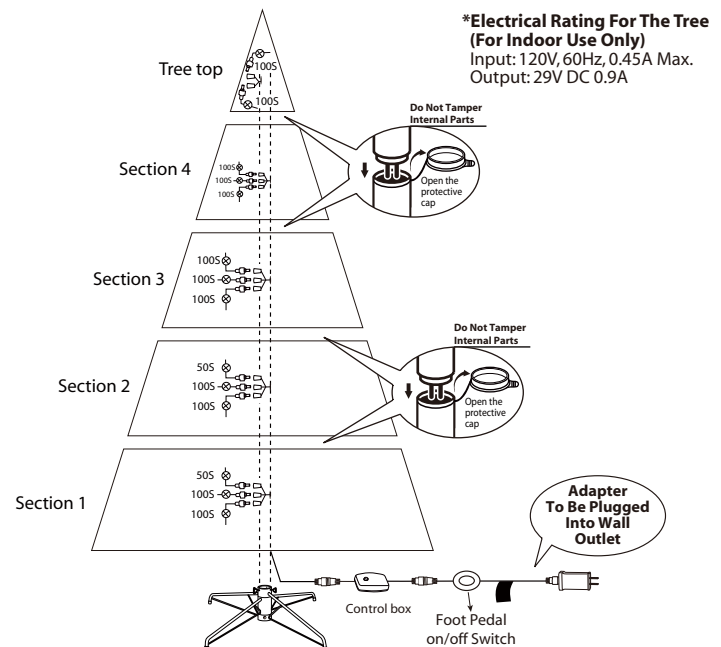 *Electrical Rating For The Tree
(For Indoor Use Only)
Input: 120V, 60Hz, 0.45A Max.
Output: 29V DC 0.9A
Tree top
100S
100S
Do Not Tamper
Internal Parts
Open the
protective
cap
Section 4
100S
100S
100S
Section 3
100S
100S
100S
Do Not Tamper
Internal Parts
Open the
protective
cap
Section 2
50S
100S
100S
Section 1
50S
100S
100S
Adapter
To Be Plugged
Into Wall
Outlet
Control box
Foot Pedal
on/off Switch